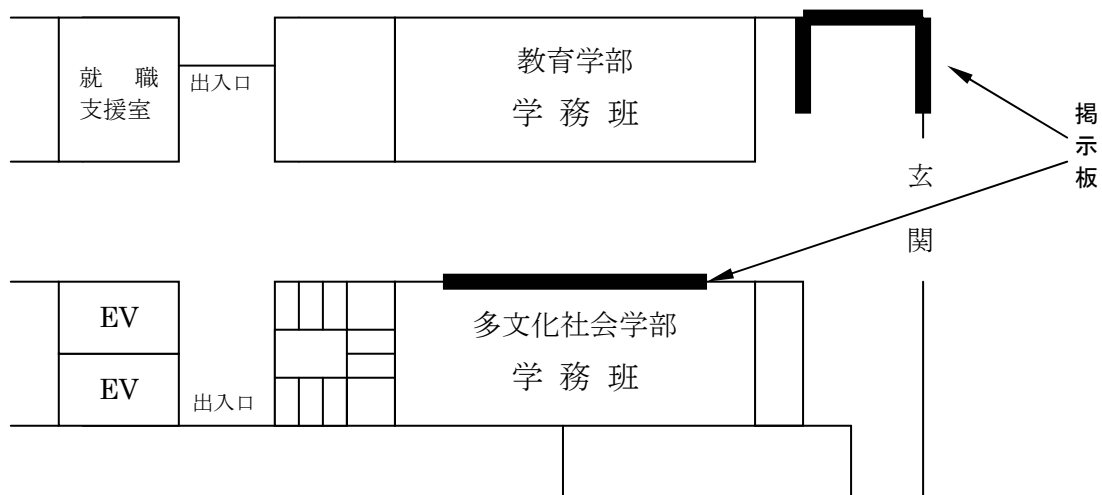 就 職
支援室
出入口
教育学部
学 務 班
掲示板
玄関
EV
EV
出入口
多文化社会学部
学 務 班